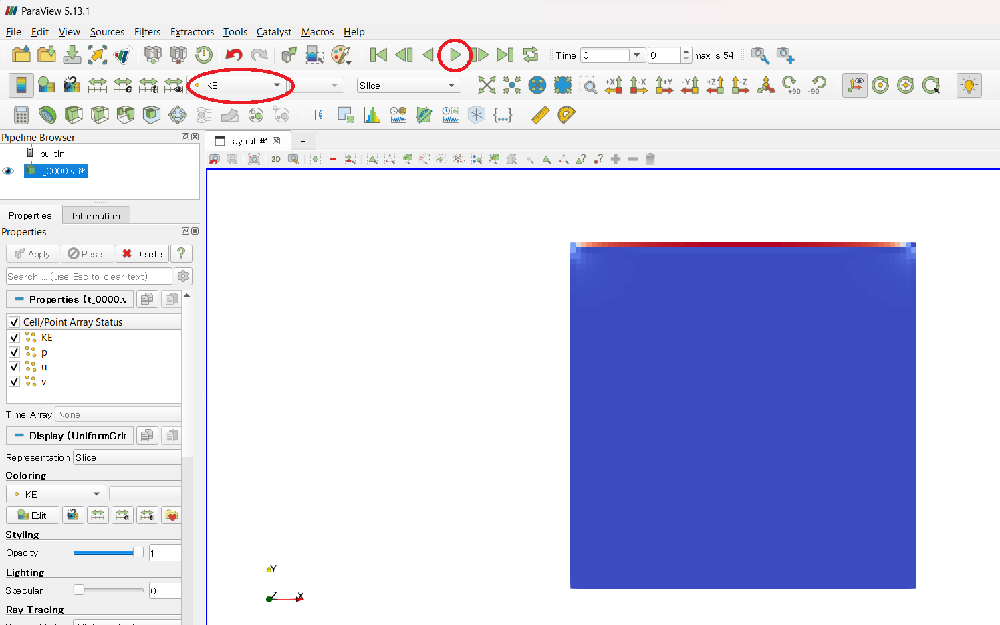 ParaView 5.13.1
File Edit View Sources Filters Extractors Tools Catalyst Macros Help
Time: 0 0 max is 54
c t KE Slice +X -X +Y -Y +Z -Z +90 -90
Pipeline Browser
Layout #1 +
builtin:
2D
t_0000.vti*
Properties Information
Properties
Apply Reset Delete ?
Search ... (use Esc to clear text)
Properties (t_0000.v
Cell/Point Array Status
KE
p
u
v
Time Array None
Display (UniformGri
Representation Slice
Coloring
KE
Edit c t
Styling
Opacity 1
Lighting
Specular 0
Ray Tracing
Y
Z X